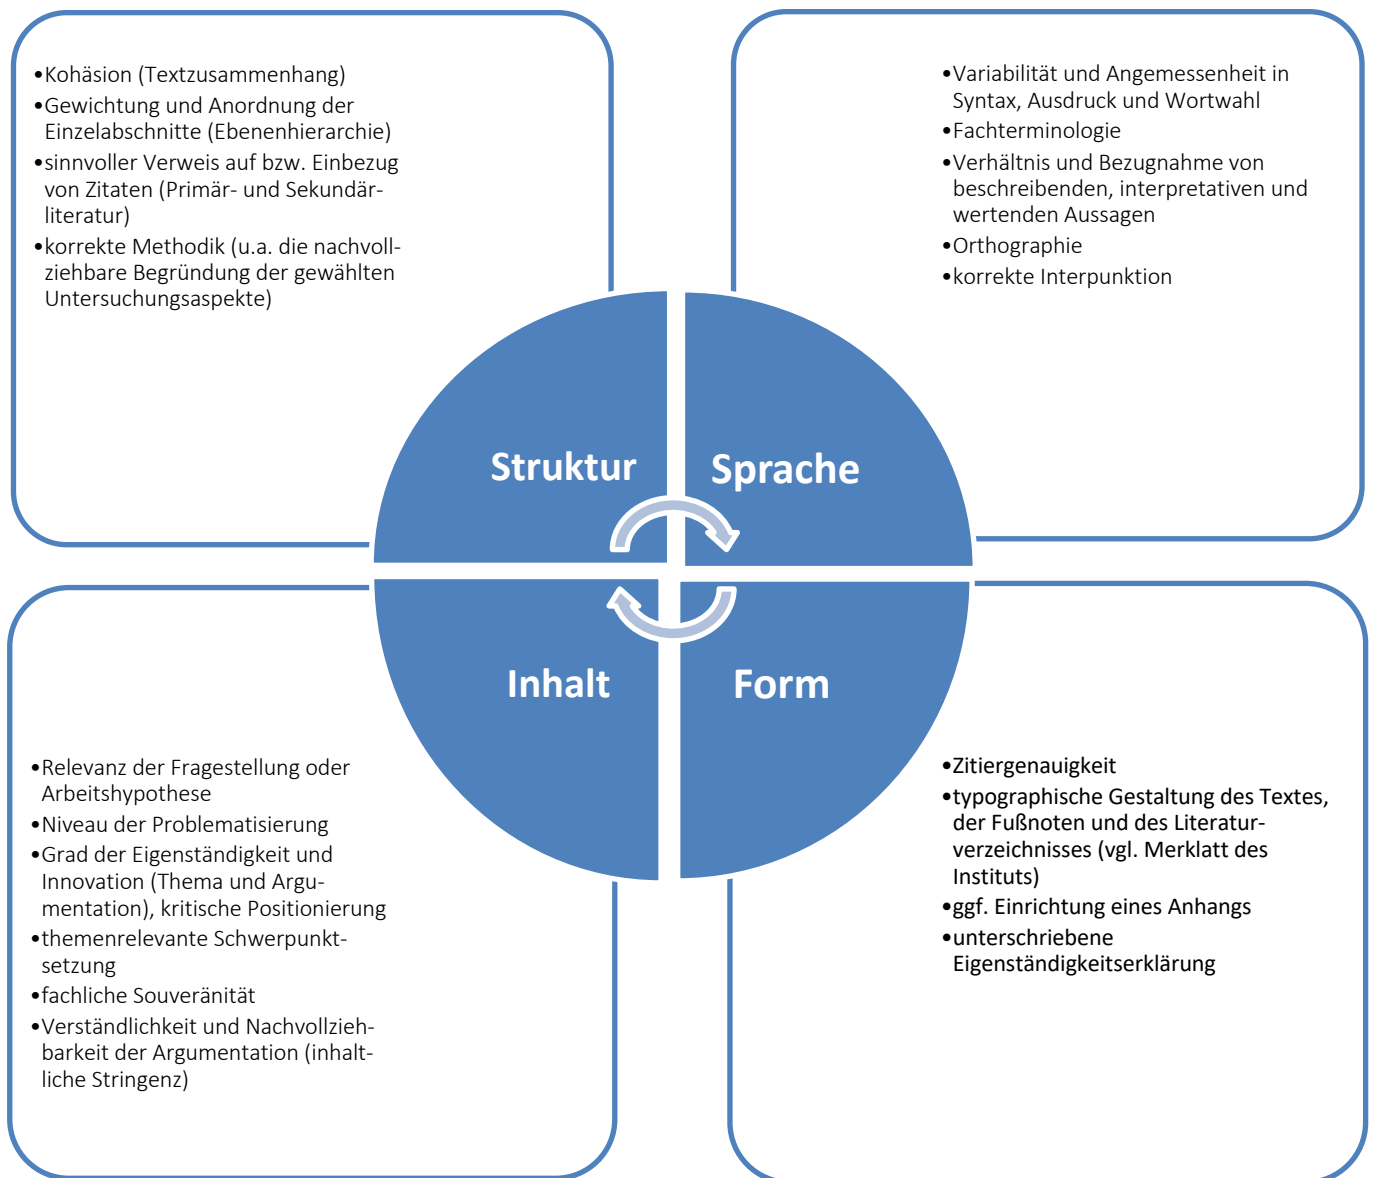 •Kohäsion (Textzusammenhang)
•Gewichtung und Anordnung der
Einzelabschnitte (Ebenenhierarchie)
•sinnvoller Verweis auf bzw. Einbezug
von Zitaten (Primär- und Sekundär-
literatur)
•korrekte Methodik (u.a. die nachvoll-
ziehbare Begründung der gewählten
Untersuchungsaspekte)
•Variabilität und Angemessenheit in
Syntax, Ausdruck und Wortwahl
•Fachterminologie
•Verhältnis und Bezugnahme von
beschreibenden, interpretativen und
wertenden Aussagen
•Orthographie
•korrekte Interpunktion
Struktur
Sprache
Inhalt
Form
•Relevanz der Fragestellung oder
Arbeitshypothese
•Niveau der Problematisierung
•Grad der Eigenständigkeit und
Innovation (Thema und Argu-
mentation), kritische Positionierung
•themenrelevante Schwerpunkt-
setzung
•fachliche Souveränität
•Verständlichkeit und Nachvollzieh-
barkeit der Argumentation (inhalt-
liche Stringenz)
•Zitiergenauigkeit
•typographische Gestaltung des Textes,
der Fußnoten und des Literatur-
verzeichnisses (vgl. Merklatt des
Instituts)
•ggf. Einrichtung eines Anhangs
•unterschriebene
Eigenständigkeitserklärung